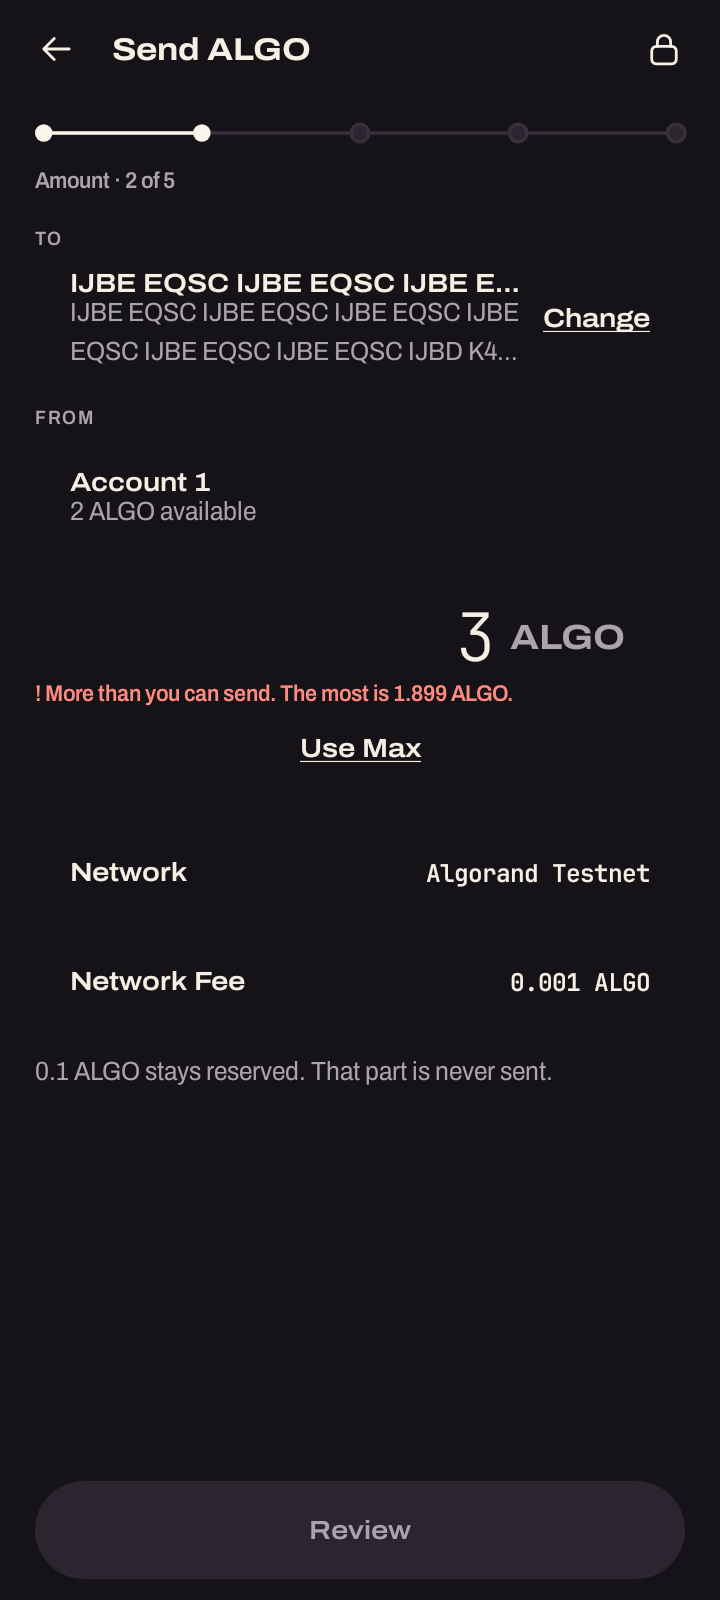 Send ALGO
Amount · 2 of 5
TO
IJBE EQSC IJBE EQSC IJBE E...
IJBE EQSC IJBE EQSC IJBE EQSC IJBE
EQSC IJBE EQSC IJBE EQSC IJBD K4...
Change
FROM
Account 1
2 ALGO available
3 ALGO
! More than you can send. The most is 1.899 ALGO.
Use Max
Network Algorand Testnet
Network Fee 0.001 ALGO
0.1 ALGO stays reserved. That part is never sent.
Review